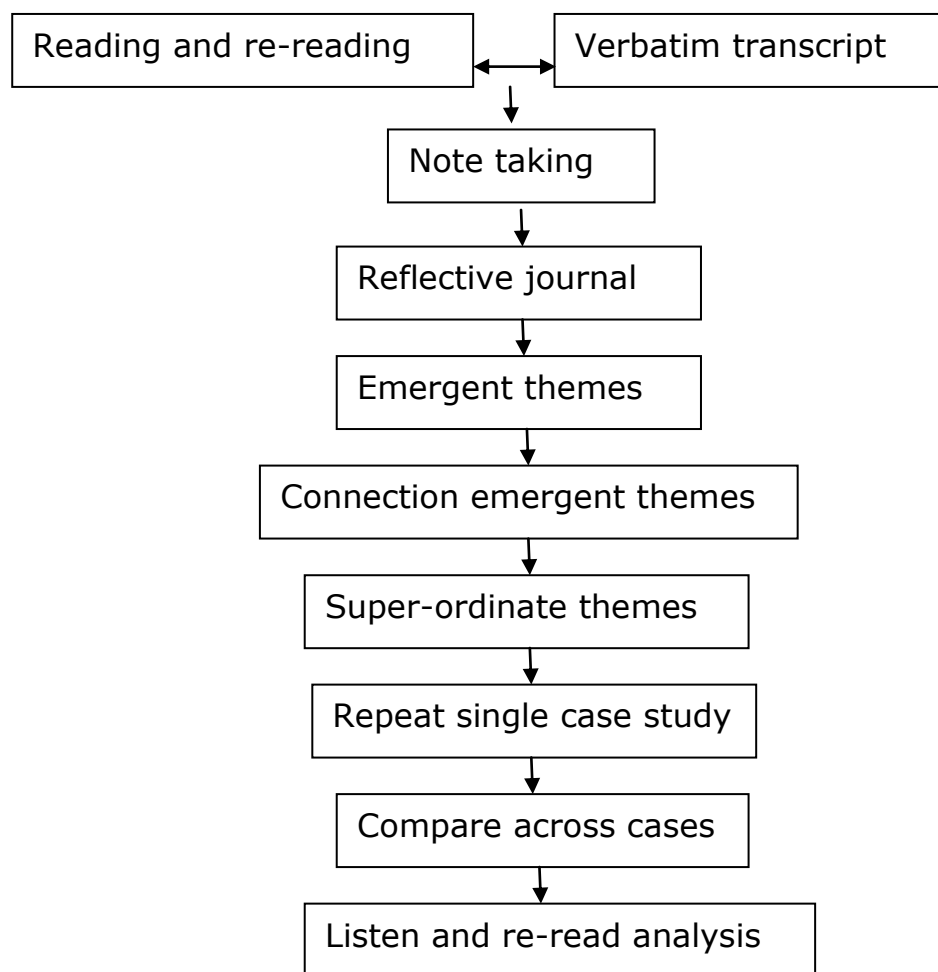 Reading and re-reading
Verbatim transcript
Note taking
Reflective journal
Emergent themes
Connection emergent themes
Super-ordinate themes
Repeat single case study
Compare across cases
Listen and re-read analysis